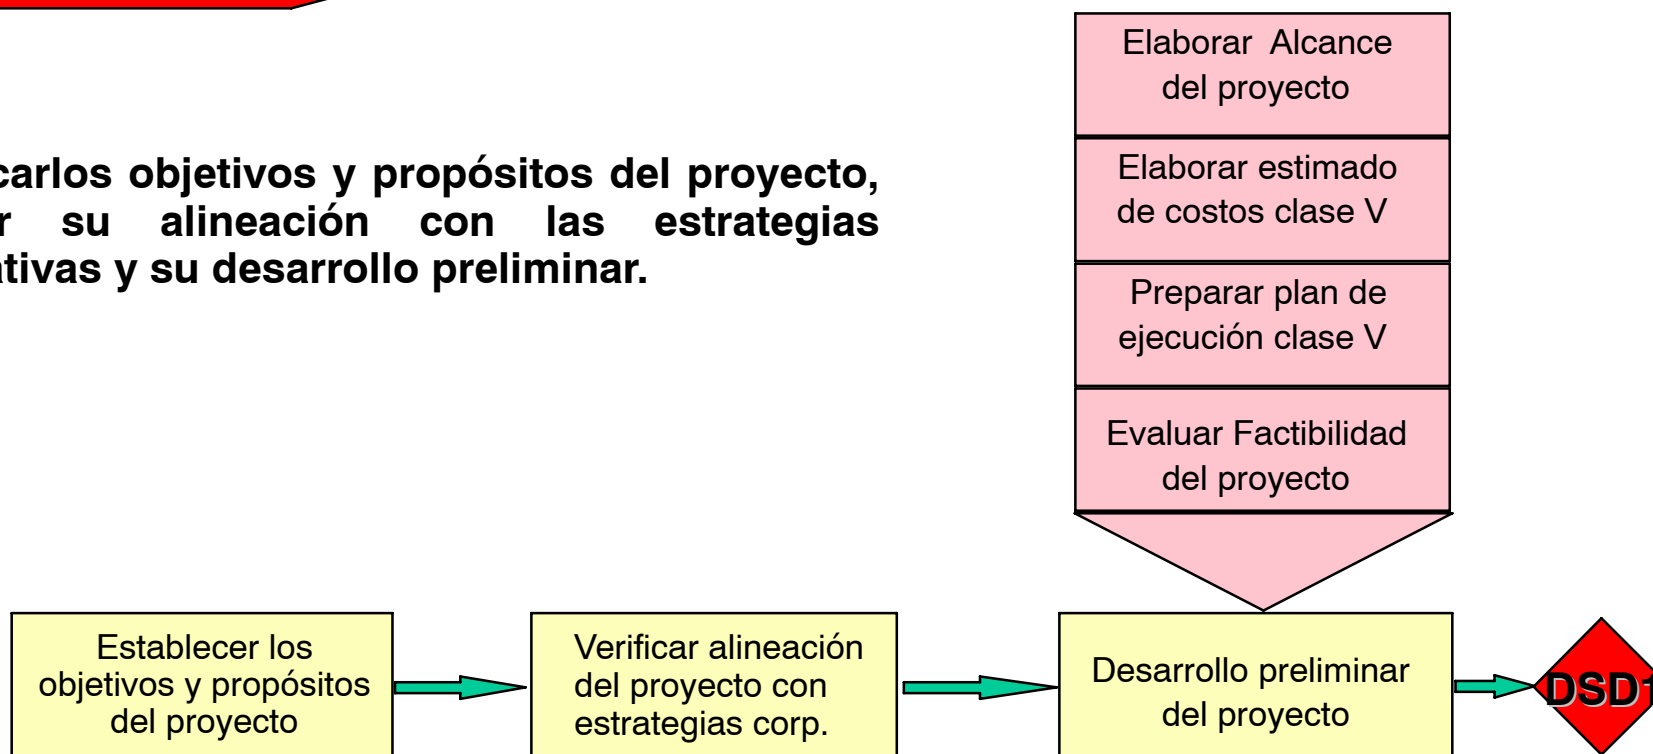 Elaborar Alcance
del proyecto
carlos objetivos y propósitos del proyecto,
r su alineación con las estrategias
ativas y su desarrollo preliminar.
Elaborar estimado
de costos clase V
Preparar plan de
ejecución clase V
Evaluar Factibilidad
del proyecto
Establecer los
objetivos y propósitos
del proyecto
Verificar alineación
del proyecto con
estrategias corp.
Desarrollo preliminar
del proyecto
DSD1